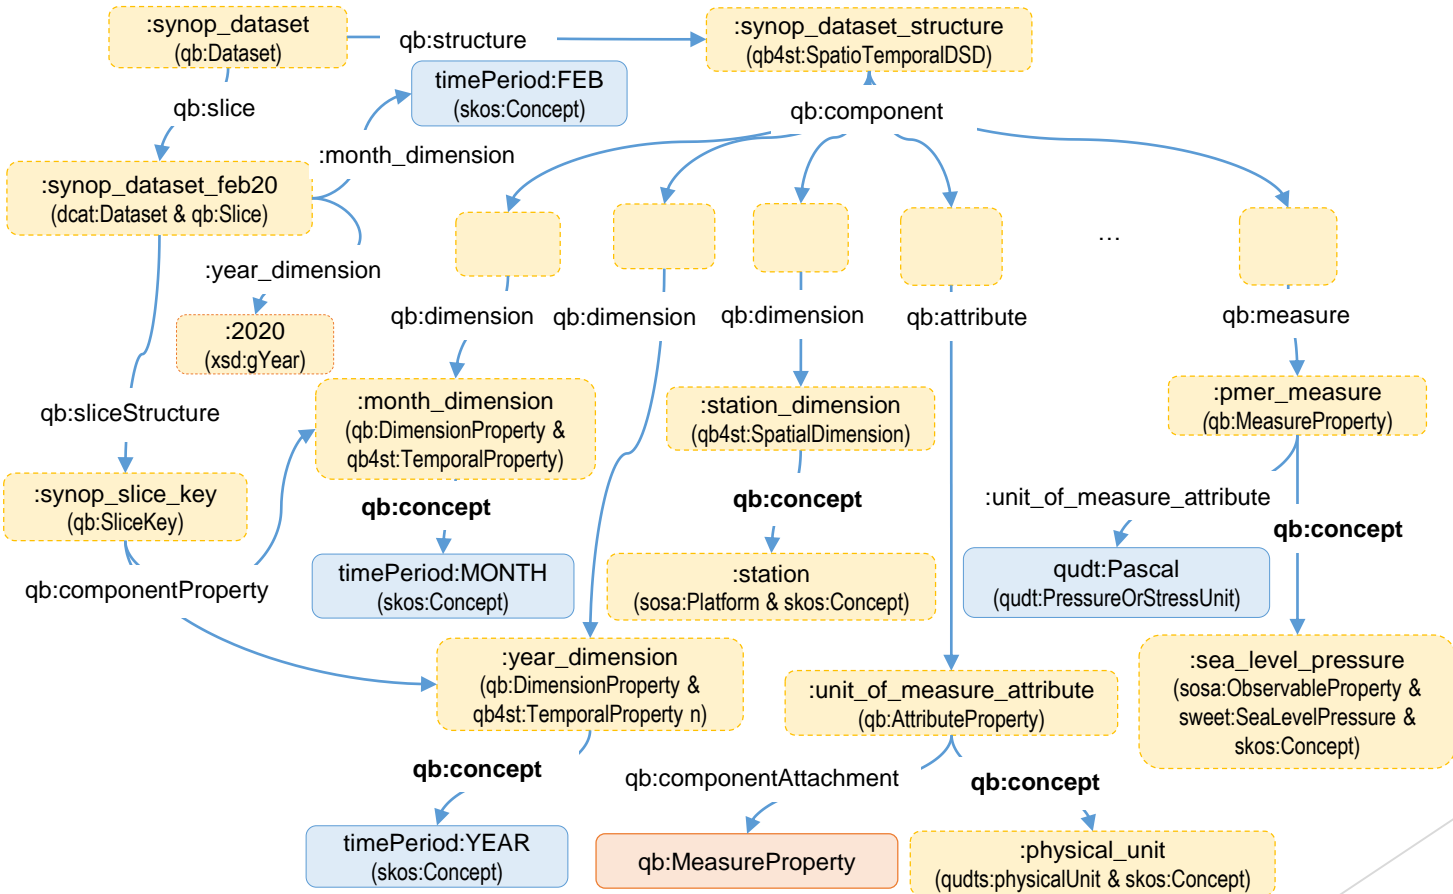 :synop_dataset
(qb:Dataset)
qb:structure
:synop_dataset_structure
(qb4st:SpatioTemporalDSD)
timePeriod:FEB
(skos:Concept)
qb:slice
qb:component
:month_dimension
:synop_dataset_feb20
(dcat:Dataset & qb:Slice)
...
:year_dimension
:2020
(xsd:gYear)
qb:dimension
qb:dimension
qb:dimension
qb:attribute
qb:measure
qb:sliceStructure
:month_dimension
(qb:DimensionProperty &
qb4st:TemporalProperty)
:station_dimension
(qb4st:SpatialDimension)
:pmer_measure
(qb:MeasureProperty)
:synop_slice_key
(qb:SliceKey)
qb:concept
qb:concept
:unit_of_measure_attribute
qb:concept
qb:componentProperty
timePeriod:MONTH
(skos:Concept)
:station
(sosa:Platform & skos:Concept)
qudt:Pascal
(qudt:PressureOrStressUnit)
:year_dimension
(qb:DimensionProperty &
qb4st:TemporalProperty n)
:unit_of_measure_attribute
(qb:AttributeProperty)
:sea_level_pressure
(sosa:ObservableProperty &
sweet:SeaLevelPressure &
skos:Concept)
qb:concept
qb:componentAttachment
qb:concept
timePeriod:YEAR
(skos:Concept)
qb:MeasureProperty
:physical_unit
(qudts:physicalUnit & skos:Concept)